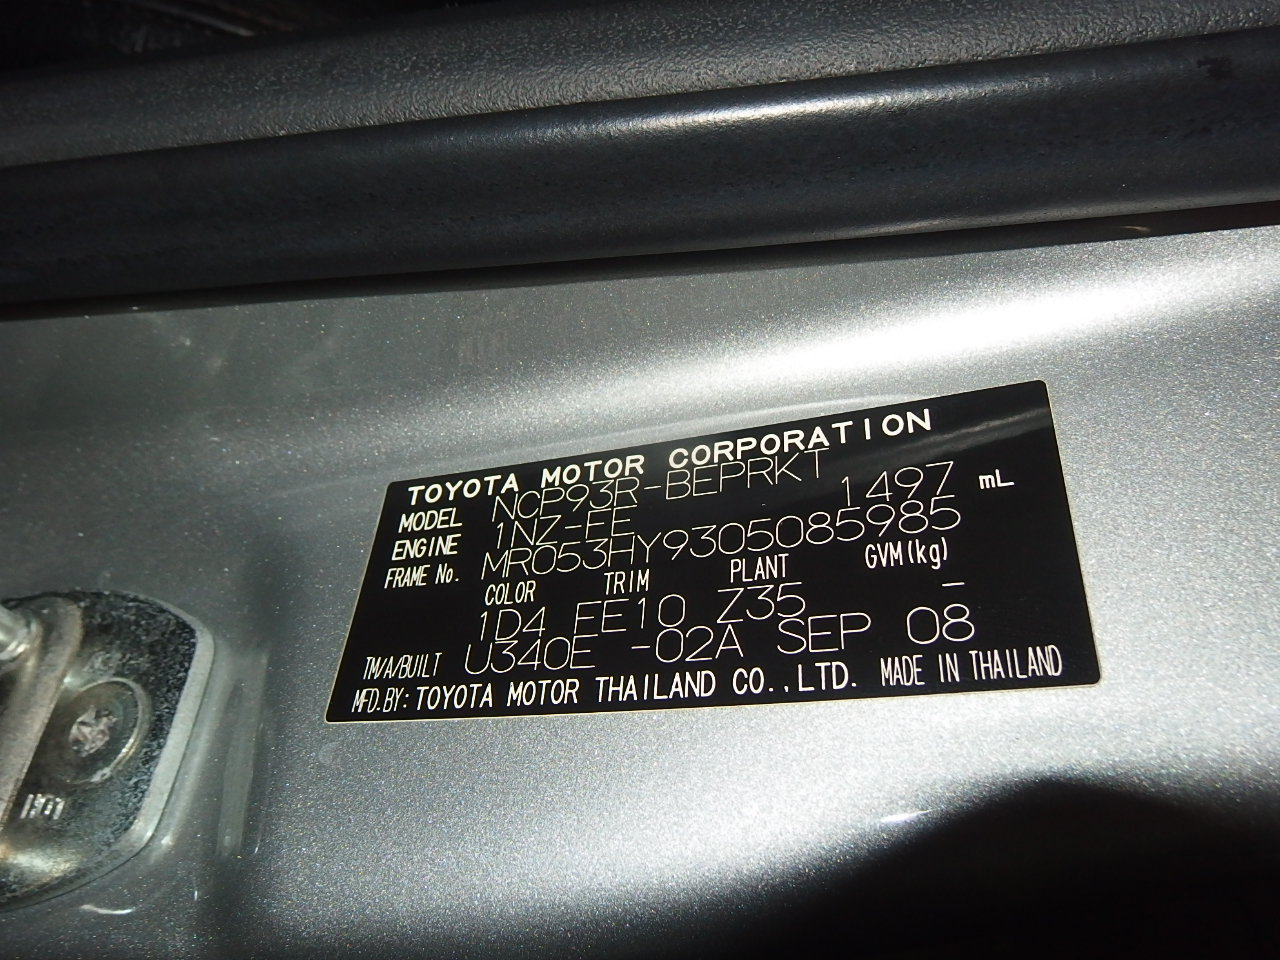 TOYOTA MOTOR CORPORATION
MODEL NCP93R-BEPRKT
ENGINE 1NZ-FE 1497 mL
FRAME No. MR053HY9305085985
COLOR TRIM PLANT GVM(kg)
1D4 FE10 Z35 -
TM/A/BUILT U340E -02A SEP 08
MFD.BY: TOYOTA MOTOR THAILAND CO.,LTD. MADE IN THAILAND